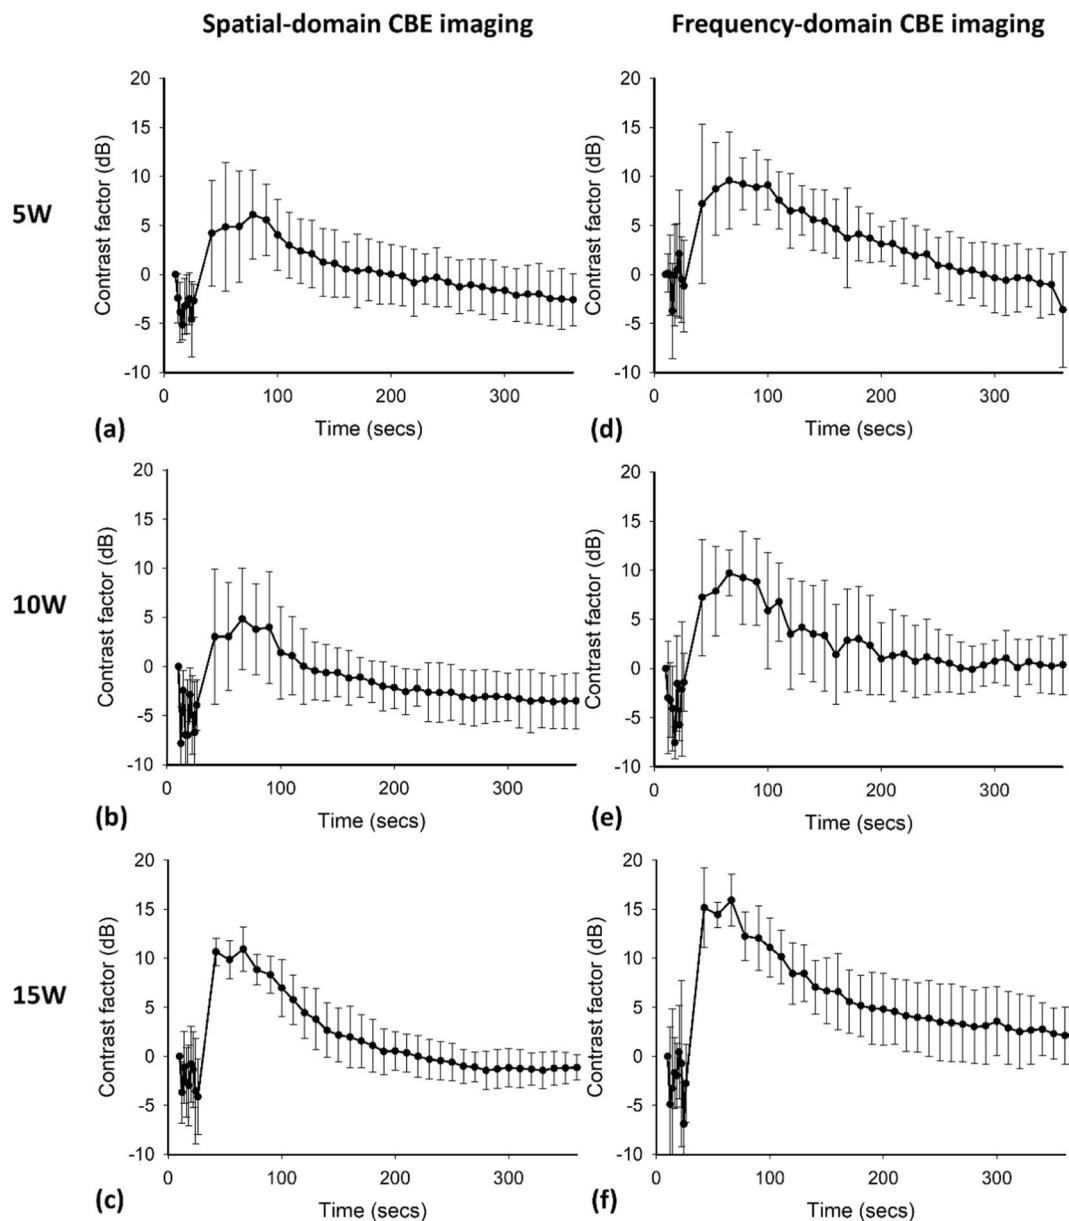 Spatial-domain CBE imaging Frequency-domain CBE imaging
5W
Contrast factor (dB)
20
15
10
5
0
-5
-10
0 100 200 300
Time (secs)
(a)
Contrast factor (dB)
20
15
10
5
0
-5
-10
0 100 200 300
Time (secs)
(d)
10W
Contrast factor (dB)
20
15
10
5
0
-5
-10
0 100 200 300
Time (secs)
(b)
Contrast factor (dB)
20
15
10
5
0
-5
-10
0 100 200 300
Time (secs)
(e)
15W
Contrast factor (dB)
20
15
10
5
0
-5
-10
0 100 200 300
Time (secs)
(c)
Contrast factor (dB)
20
15
10
5
0
-5
-10
0 100 200 300
Time (secs)
(f)